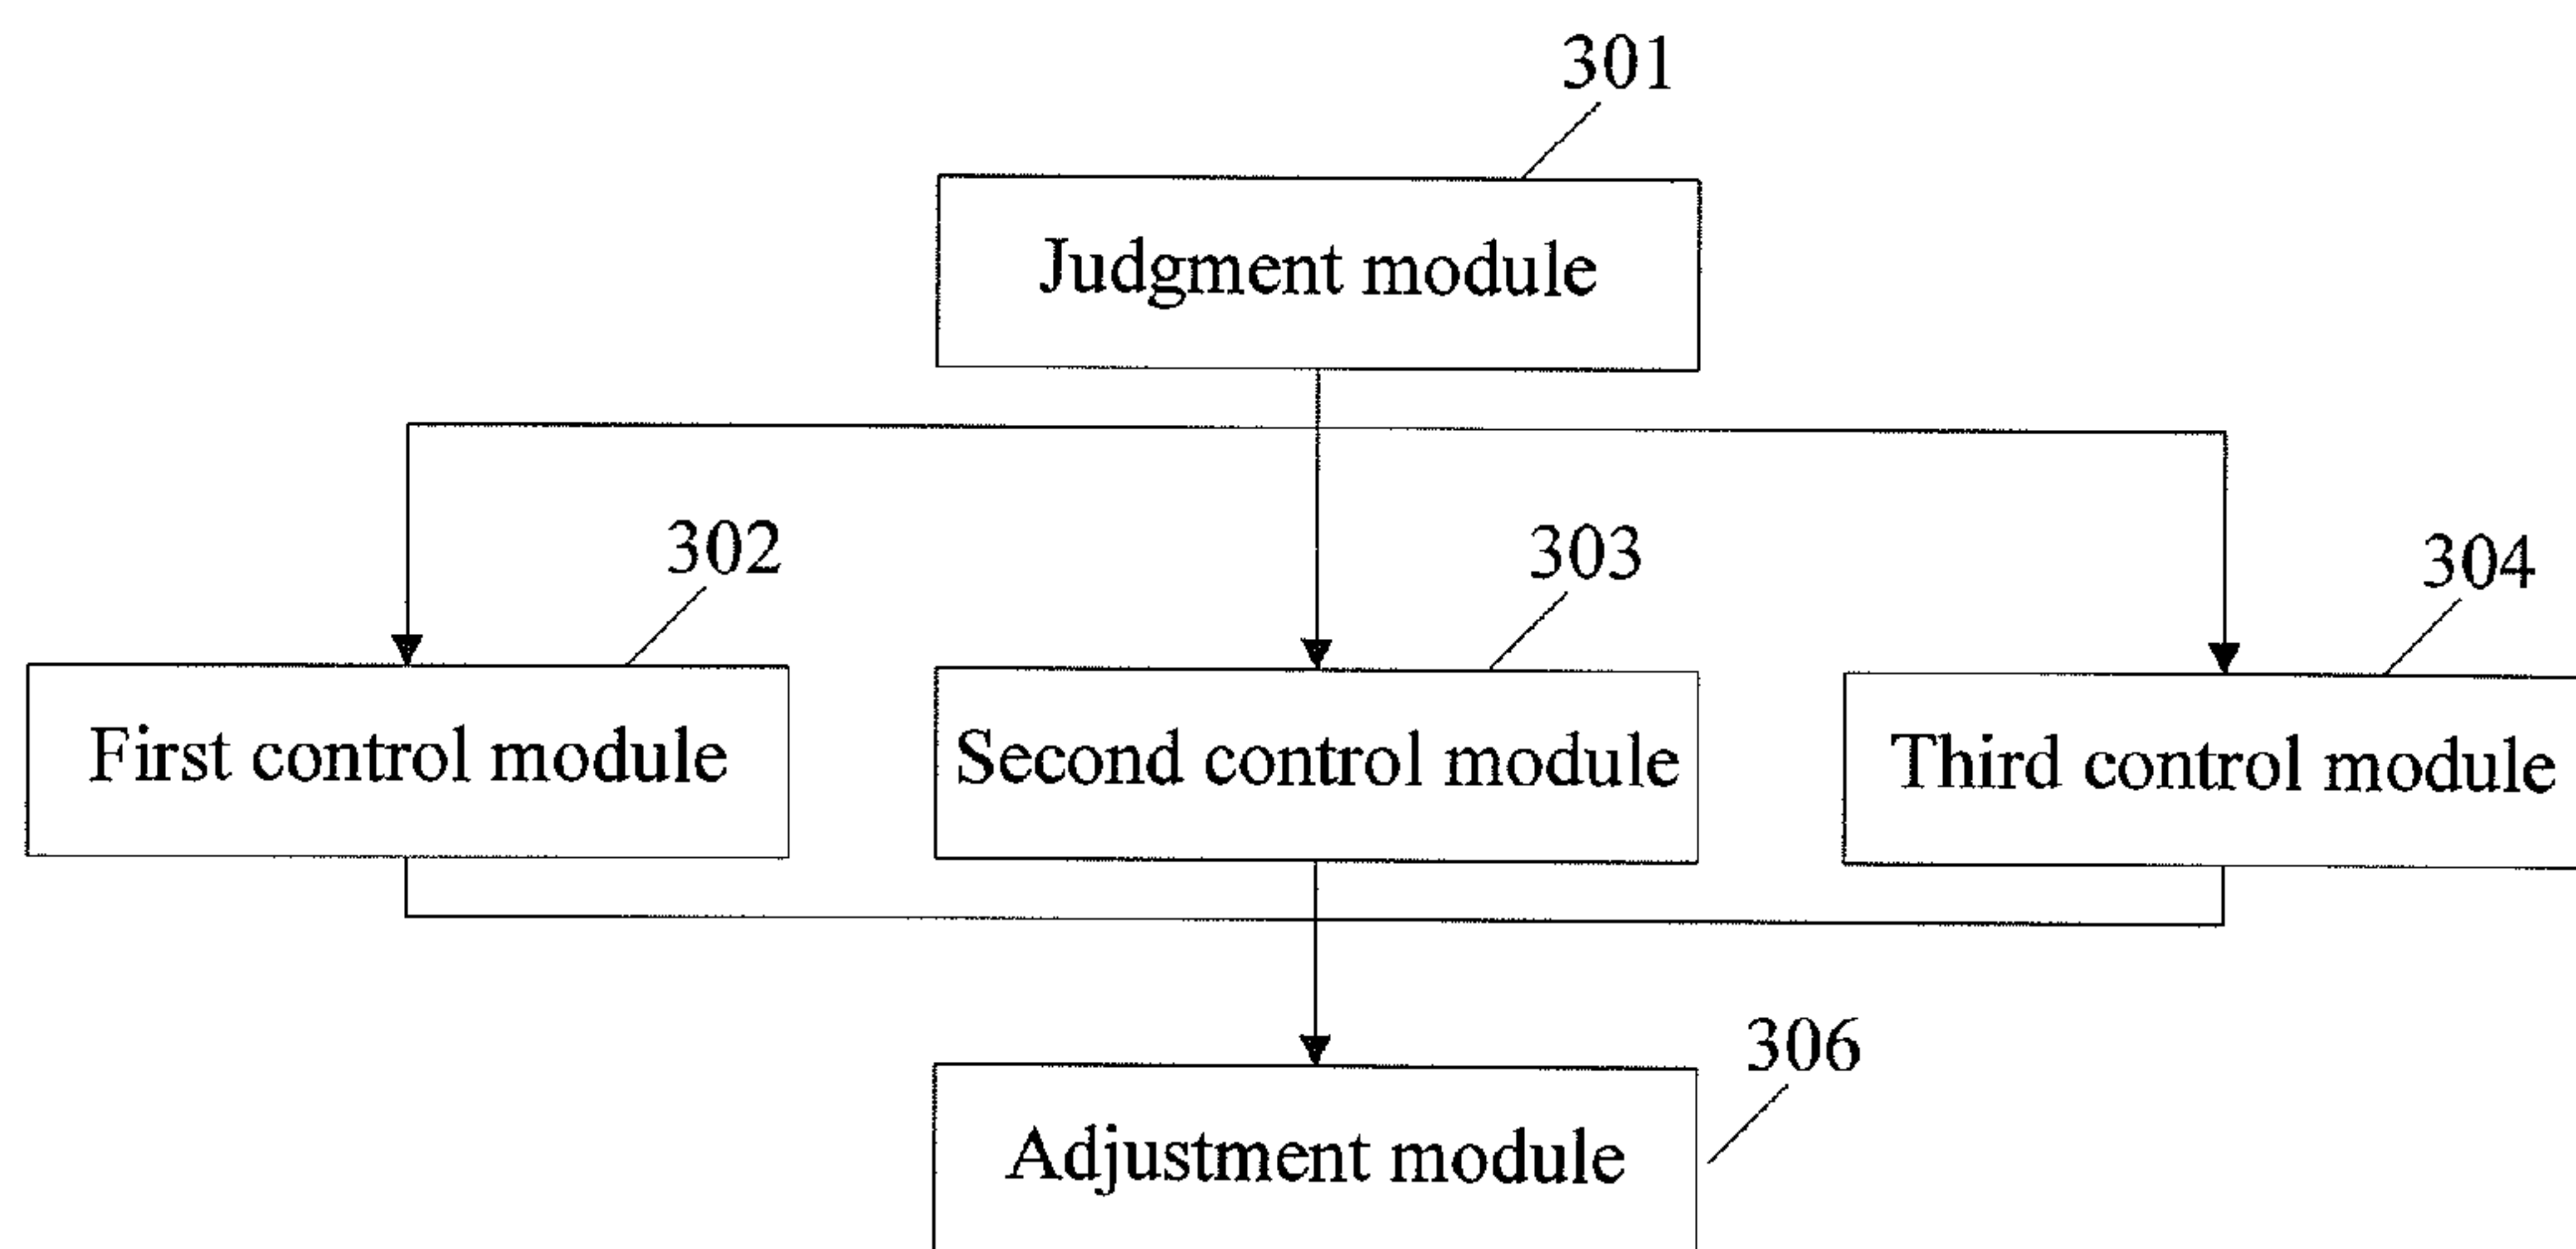 301
Judgment module
302
303
304
First control module
Second control module
Third control module
306
Adjustment module